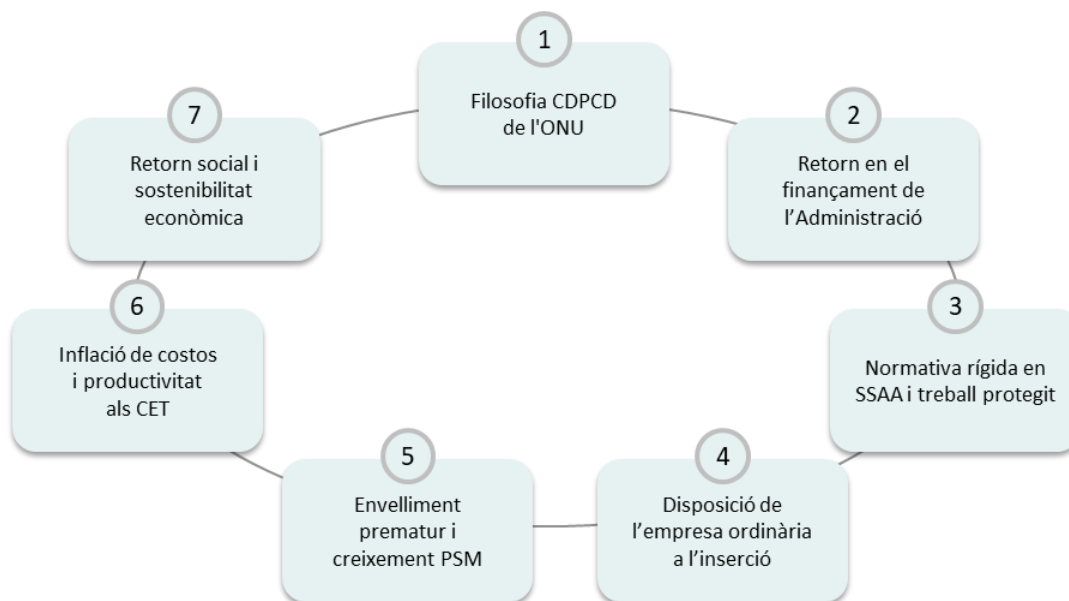 1
Filosofia CDPCD
de l'ONU
2
Retorn en el
finançament de
l’Administració
3
Normativa rígida en
SSAA i treball protegit
4
Disposició de
l’empresa ordinària
a l’inserció
5
Envelliment
prematur i
creixement PSM
6
Inflació de costos
i productivitat
als CET
7
Retorn social i
sostenibilitat
econòmica